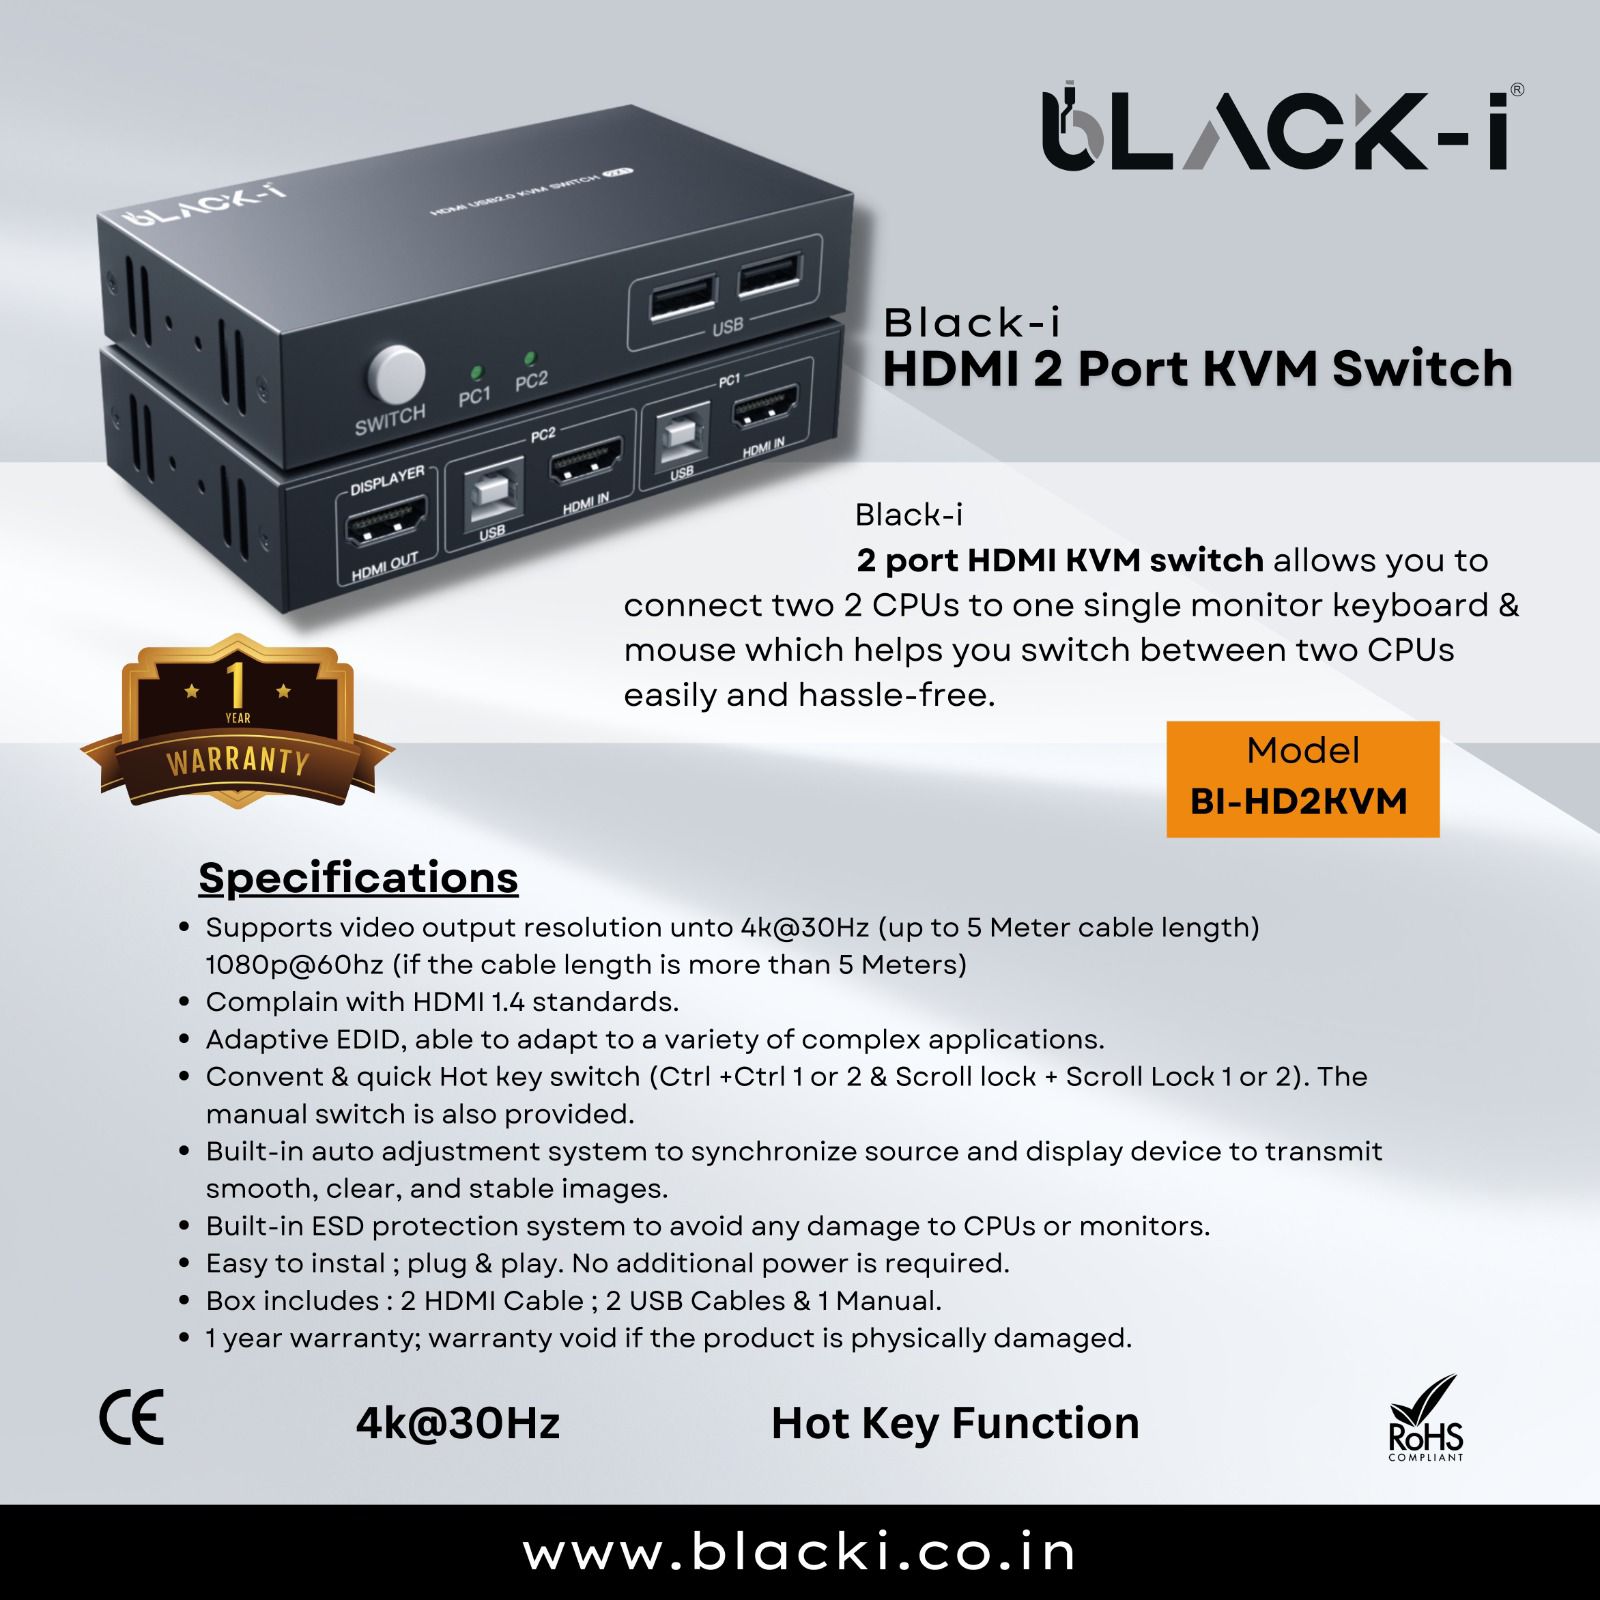 bLACK-i®
bLACK-i
HDMI USB2.0 KVM SWITCH 2X1
USB
SWITCH
PC1
PC2
DISPLAYER
HDMI OUT
PC2
USB
HDMI IN
PC1
USB
HDMI IN
Black-i
HDMI 2 Port KVM Switch
Black-i
2 port HDMI KVM switch allows you to
connect two 2 CPUs to one single monitor keyboard &
mouse which helps you switch between two CPUs
easily and hassle-free.
1
YEAR
WARRANTY
Model
BI-HD2KVM
Specifications
• Supports video output resolution unto 4k@30Hz (up to 5 Meter cable length)
1080p@60hz (if the cable length is more than 5 Meters)
• Complain with HDMI 1.4 standards.
• Adaptive EDID, able to adapt to a variety of complex applications.
• Convent & quick Hot key switch (Ctrl +Ctrl 1 or 2 & Scroll lock + Scroll Lock 1 or 2). The
manual switch is also provided.
• Built-in auto adjustment system to synchronize source and display device to transmit
smooth, clear, and stable images.
• Built-in ESD protection system to avoid any damage to CPUs or monitors.
• Easy to instal ; plug & play. No additional power is required.
• Box includes : 2 HDMI Cable ; 2 USB Cables & 1 Manual.
• 1 year warranty; warranty void if the product is physically damaged.
CE
4k@30Hz
Hot Key Function
RoHS
COMPLIANT
www.blacki.co.in